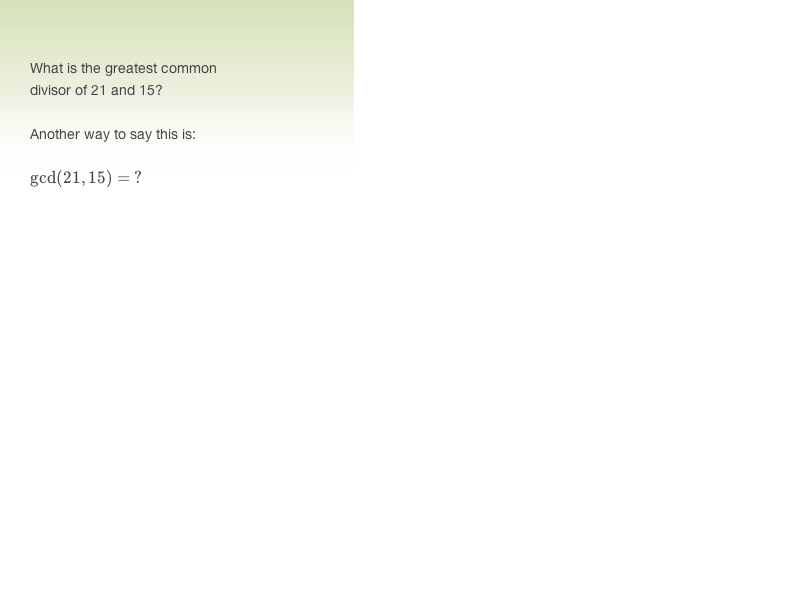 What is the greatest common
divisor of 21 and 15?
Another way to say this is:
gcd(21, 15) = ?